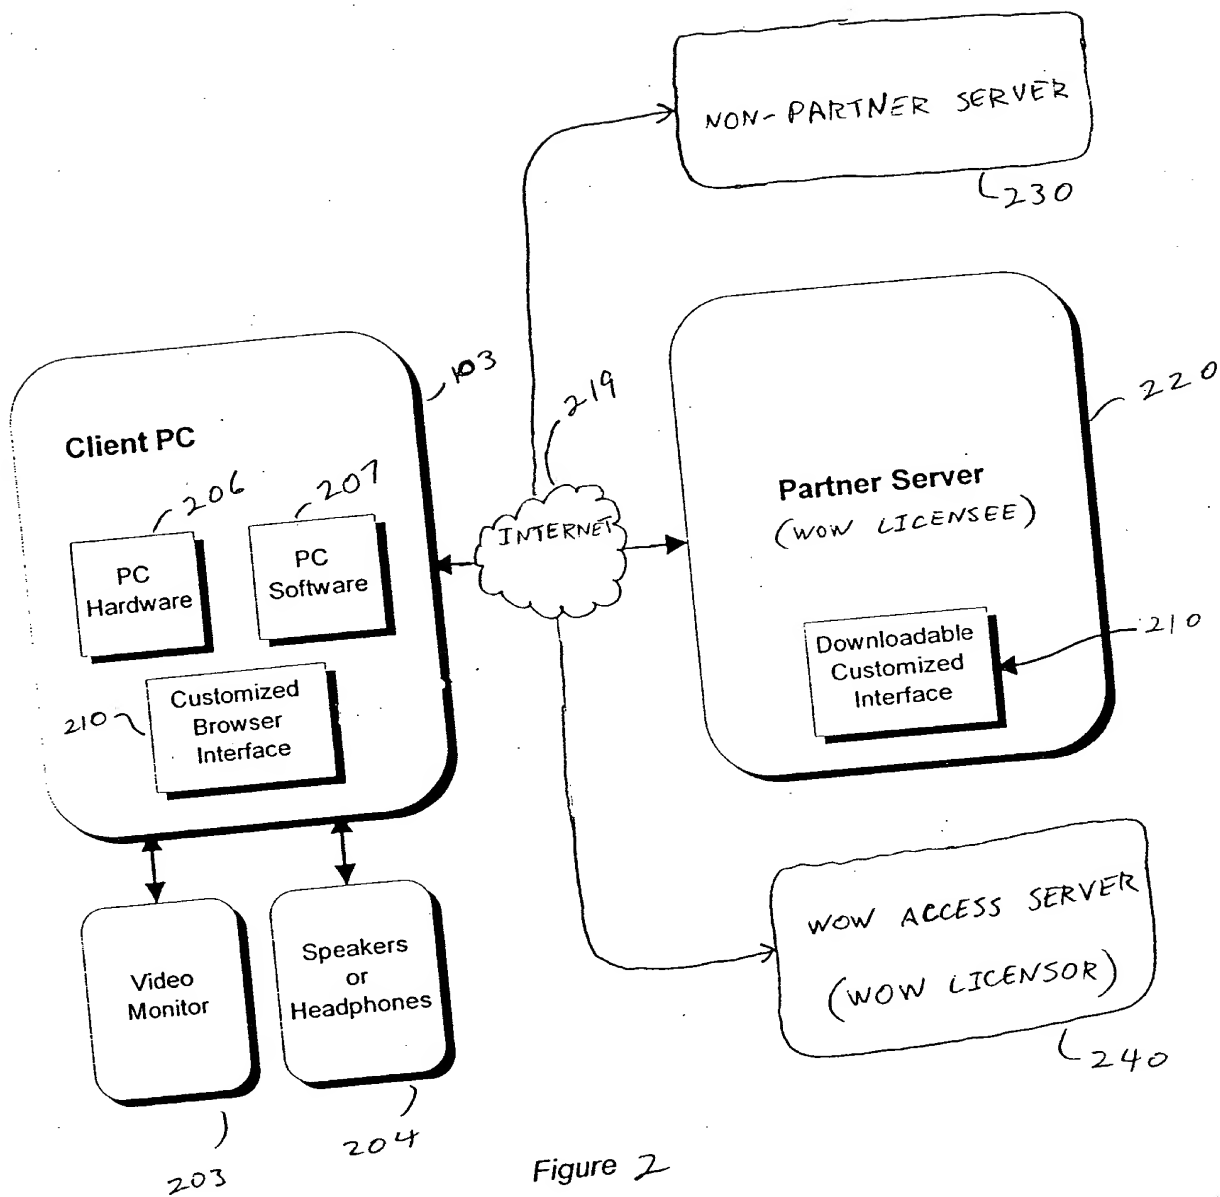 NON-PARTNER SERVER
230
103
Client PC
206
207
PC
Hardware
PC
Software
210
Customized
Browser
Interface
219
INTERNET
220
Partner Server
(WOW LICENSEE)
Downloadable
Customized
Interface
210
Video
Monitor
203
Speakers
or
Headphones
204
WOW ACCESS SERVER
(WOW LICENSOR)
240
Figure 2